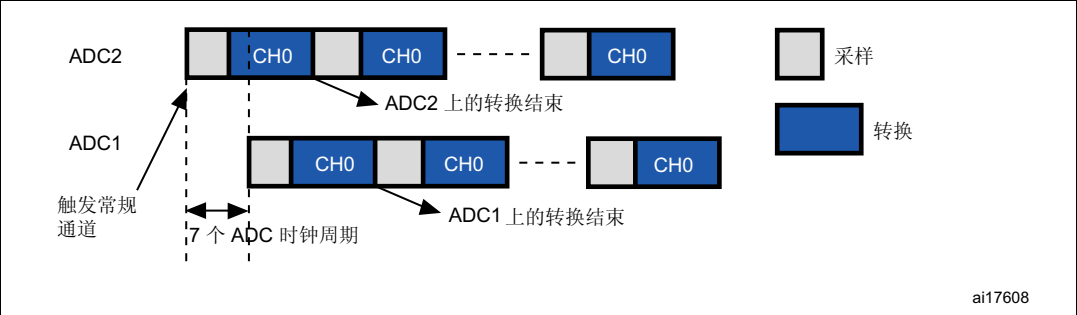 ADC2
CH0
CH0
CH0
采样
ADC2 上的转换结束
ADC1
CH0
CH0
CH0
转换
触发常规
通道
ADC1 上的转换结束
7 个 ADC 时钟周期
ai17608